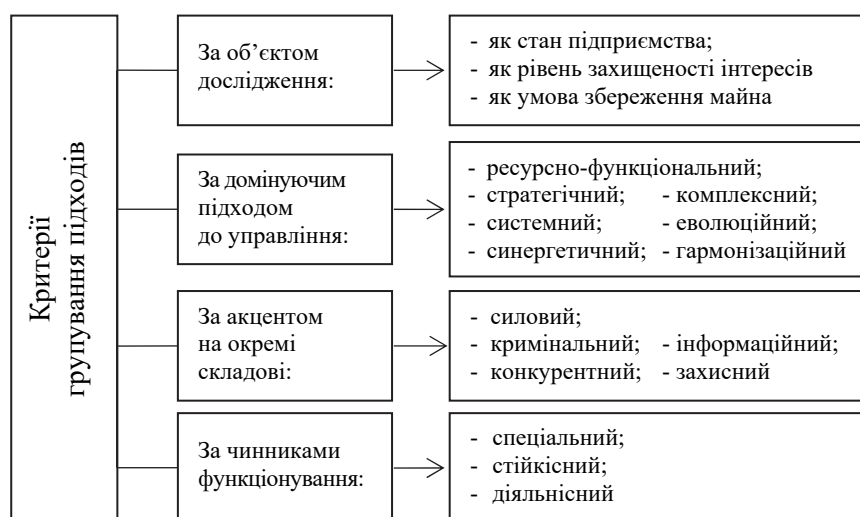 Критерії
групування підходів
За об’єктом
дослідження:
- як стан підприємства;
- як рівень захищеності інтересів
- як умова збереження майна
За домінуючим
підходом
до управління:
- ресурсно-функціональний;
- стратегічний; - комплексний;
- системний; - еволюційний;
- синергетичний; - гармонізаційний
За акцентом
на окремі
складові:
- силовий;
- кримінальний; - інформаційний;
- конкурентний; - захисний
За чинниками
функціонування:
- спеціальний;
- стійкісний;
- діяльнісний